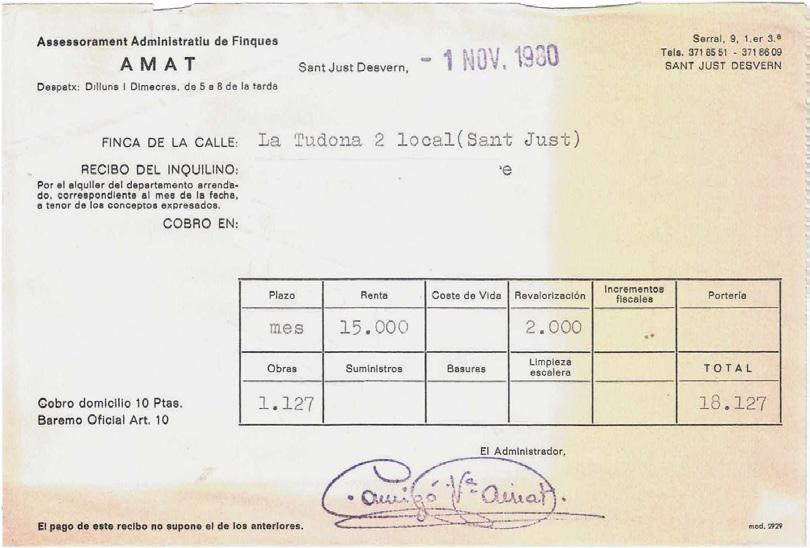 Assessorament Administratiu de Finques
AMAT
Despatx: Dilluns i Dimecres, de 5 a 8 de la tarda
Sant Just Desvern, - 1 NOV. 1980
Serral, 9, 1.er 3.ª
Tels. 371 85 51 - 371 86 09
SANT JUST DESVERN
FINCA DE LA CALLE: La Tudona 2 local(Sant Just)
RECIBO DEL INQUILINO: 'e
Por el alquiler del departamento arrenda-
do, correspondiente al mes de la fecha,
a tenor de los conceptos expresados.
COBRO EN:
Plazo Renta Coste de Vida Revalorización Incrementos fiscales Portería
mes 15.000 2.000
Obras Suministros Basuras Limpieza escalera TOTAL
1.127 18.127
Cobro domicilio 10 Ptas.
Baremo Oficial Art. 10
El Administrador,
Vª Amat
El pago de este recibo no supone el de los anteriores.
mod. 2929